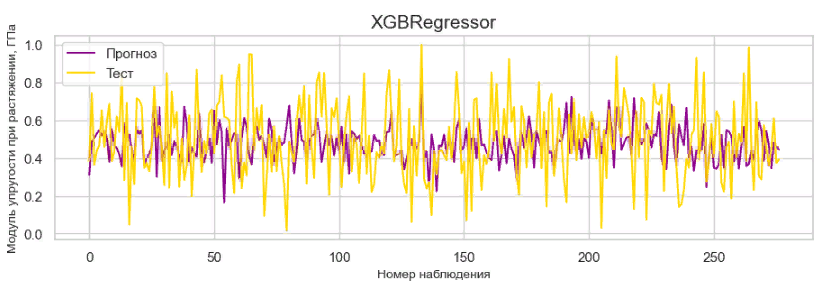 XGBRegressor
Модуль упругости при растяжении, ГПа
1.0
0.8
0.6
0.4
0.2
0.0
Прогноз
Тест
0 50 100 150 200 250
Номер наблюдения